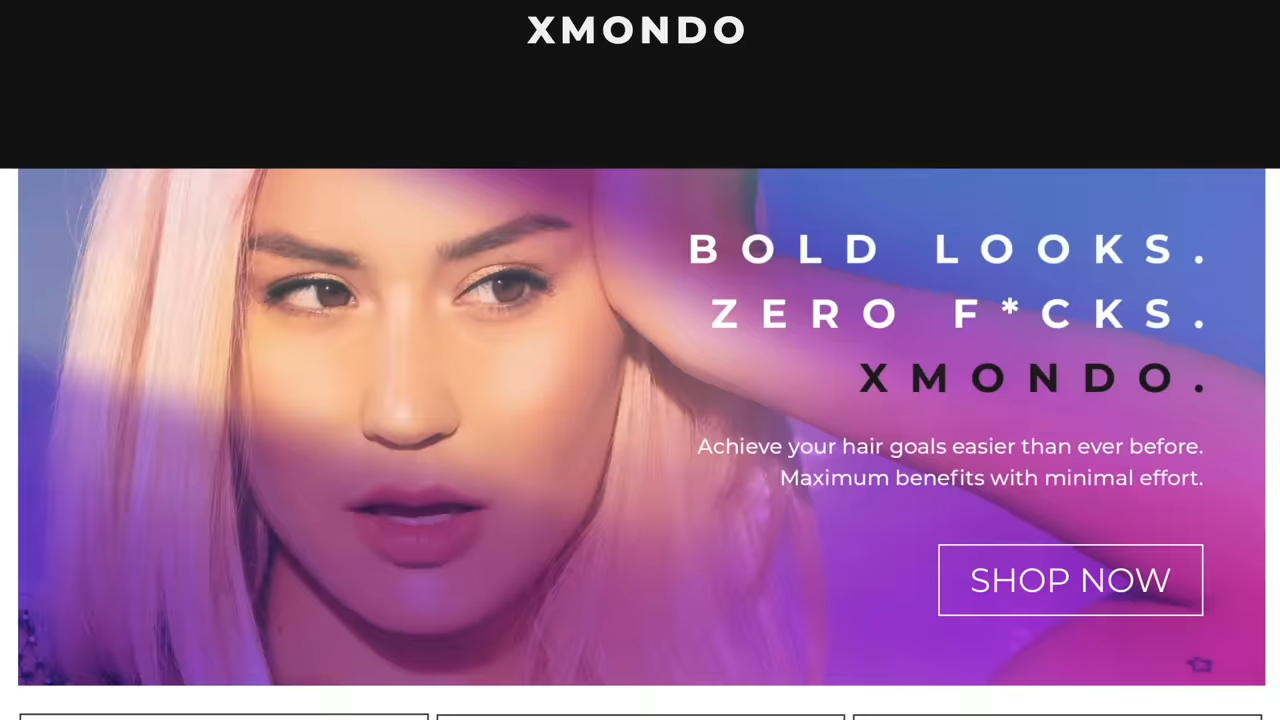 XMONDO
BOLD LOOKS.
ZERO F*CKS.
XMONDO.
Achieve your hair goals easier than ever before.
Maximum benefits with minimal effort.
SHOP NOW